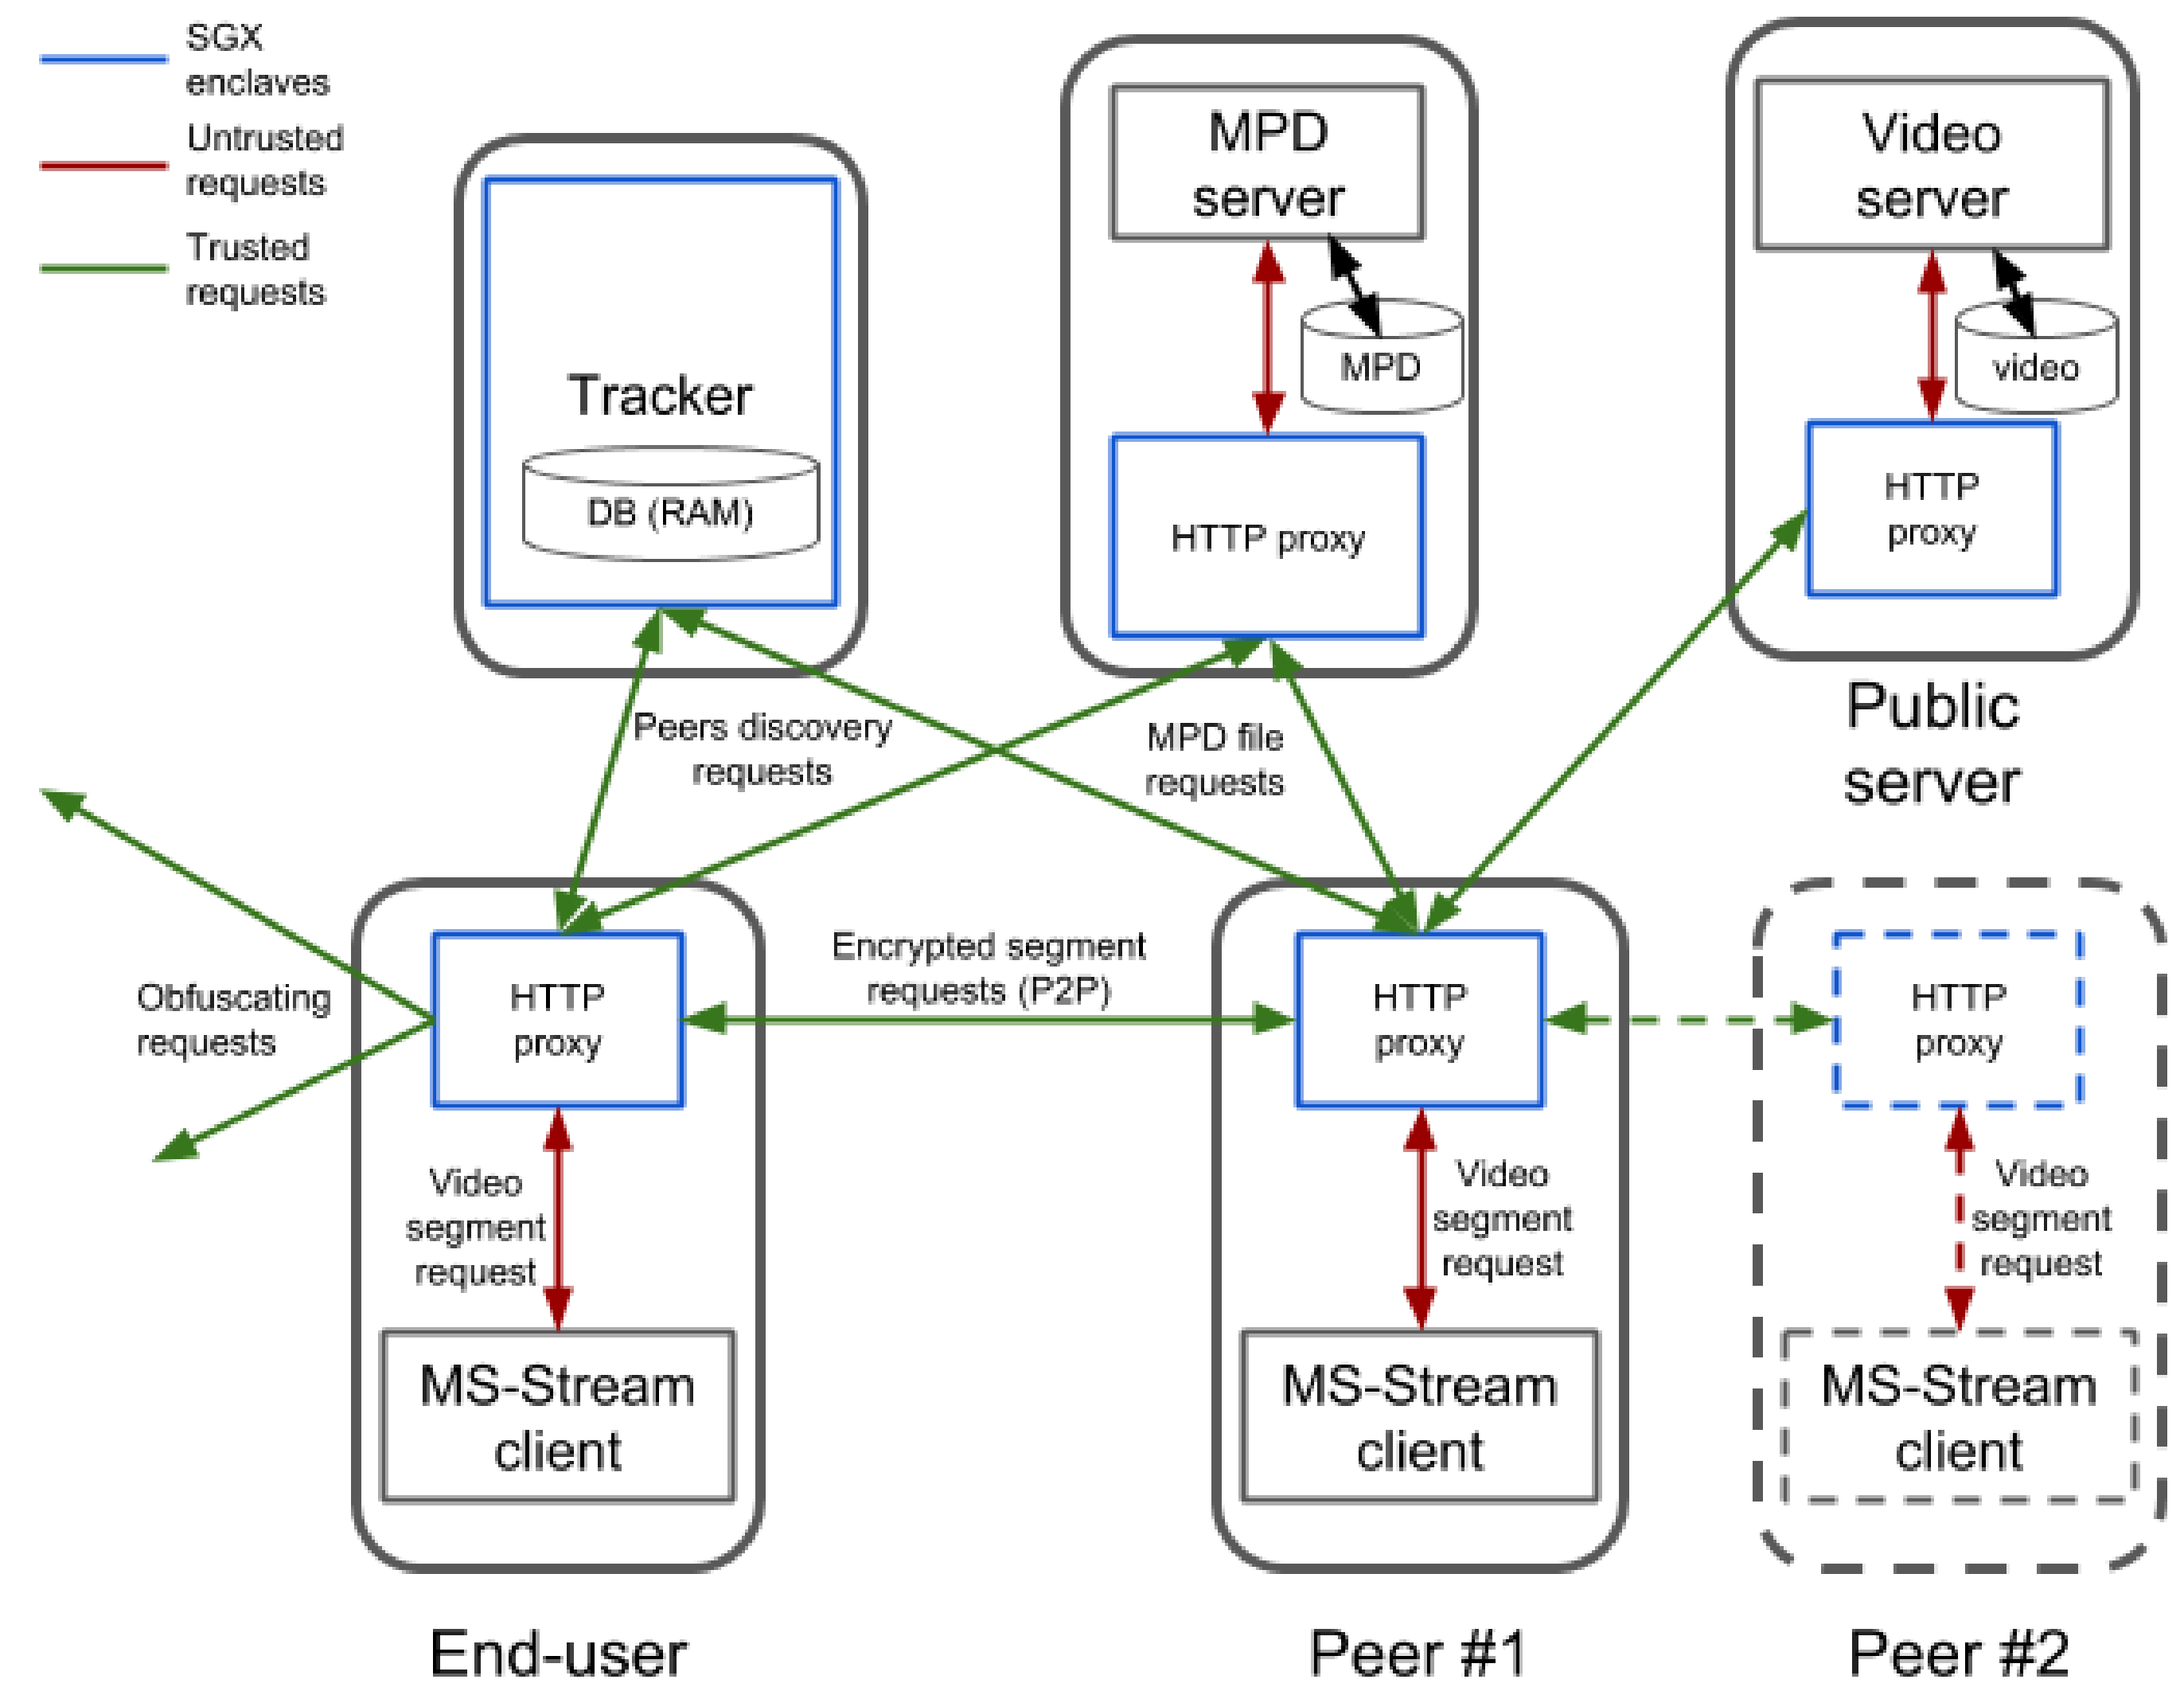 SGX
enclaves
Untrusted
requests
Trusted
requests
Tracker
DB (RAM)
MPD
server
MPD
HTTP proxy
Video
server
video
HTTP
proxy
Public
server
Peers discovery
requests
MPD file
requests
Obfuscating
requests
HTTP
proxy
Encrypted segment
requests (P2P)
HTTP
proxy
HTTP
proxy
Video
segment
request
Video
segment
request
Video
segment
request
MS-Stream
client
MS-Stream
client
MS-Stream
client
End-user
Peer #1
Peer #2